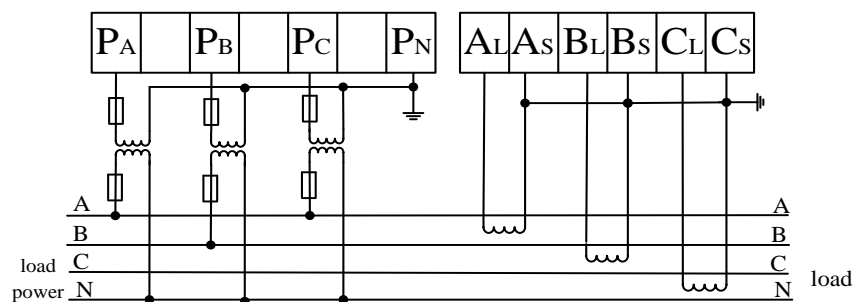 PA PB PC PN AL AS BL BS CL CS
A A
B B
load C C load
power N N